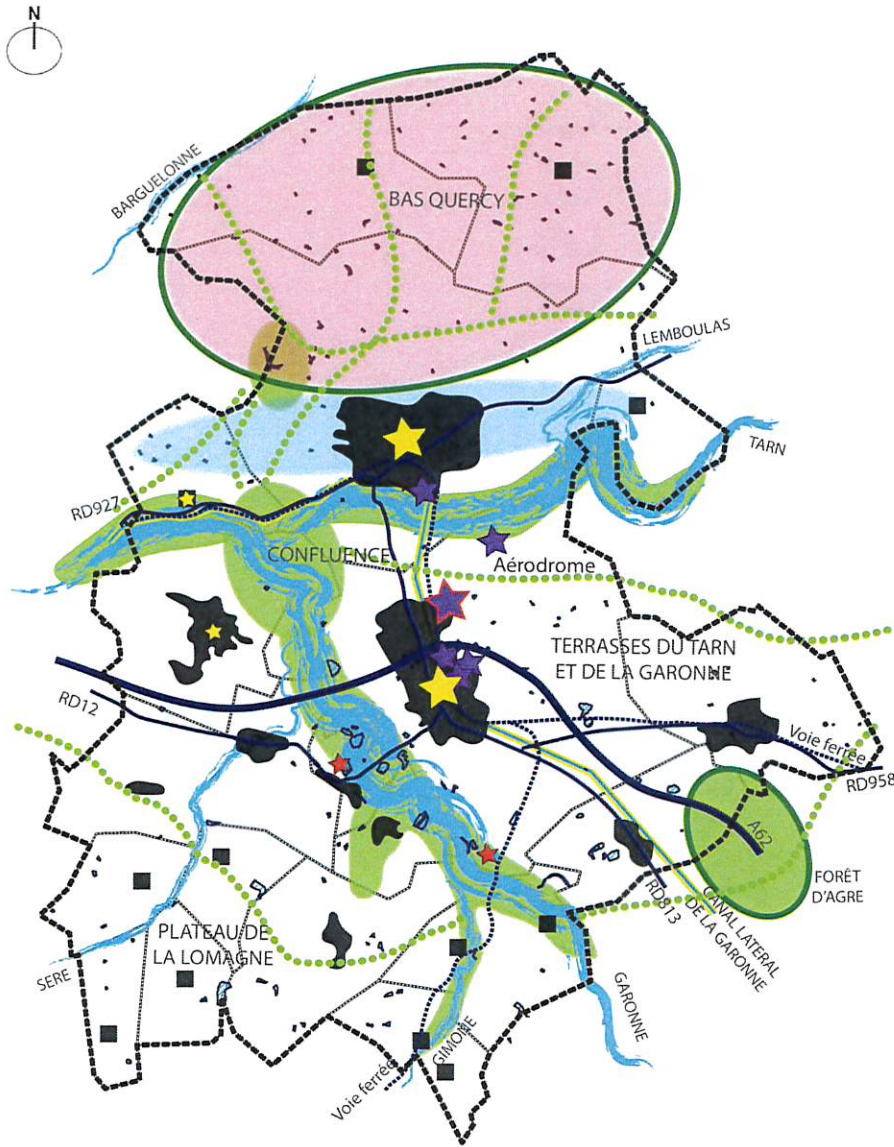 N
BARGUELONNE
BAS QUERCY
LEMBOULAS
TARN
RD927
CONFLUENCE
Aérodrome
TERRASSES DU TARN
ET DE LA GARONNE
RD12
Voie ferrée
RD958
A62
FORÊT
D'AGRE
RD813
CANAL LATERAL
DE LA GARONNE
PLATEAU DE
LA LOMAGNE
SERE
GARONNE
GIMONE
Voie ferrée